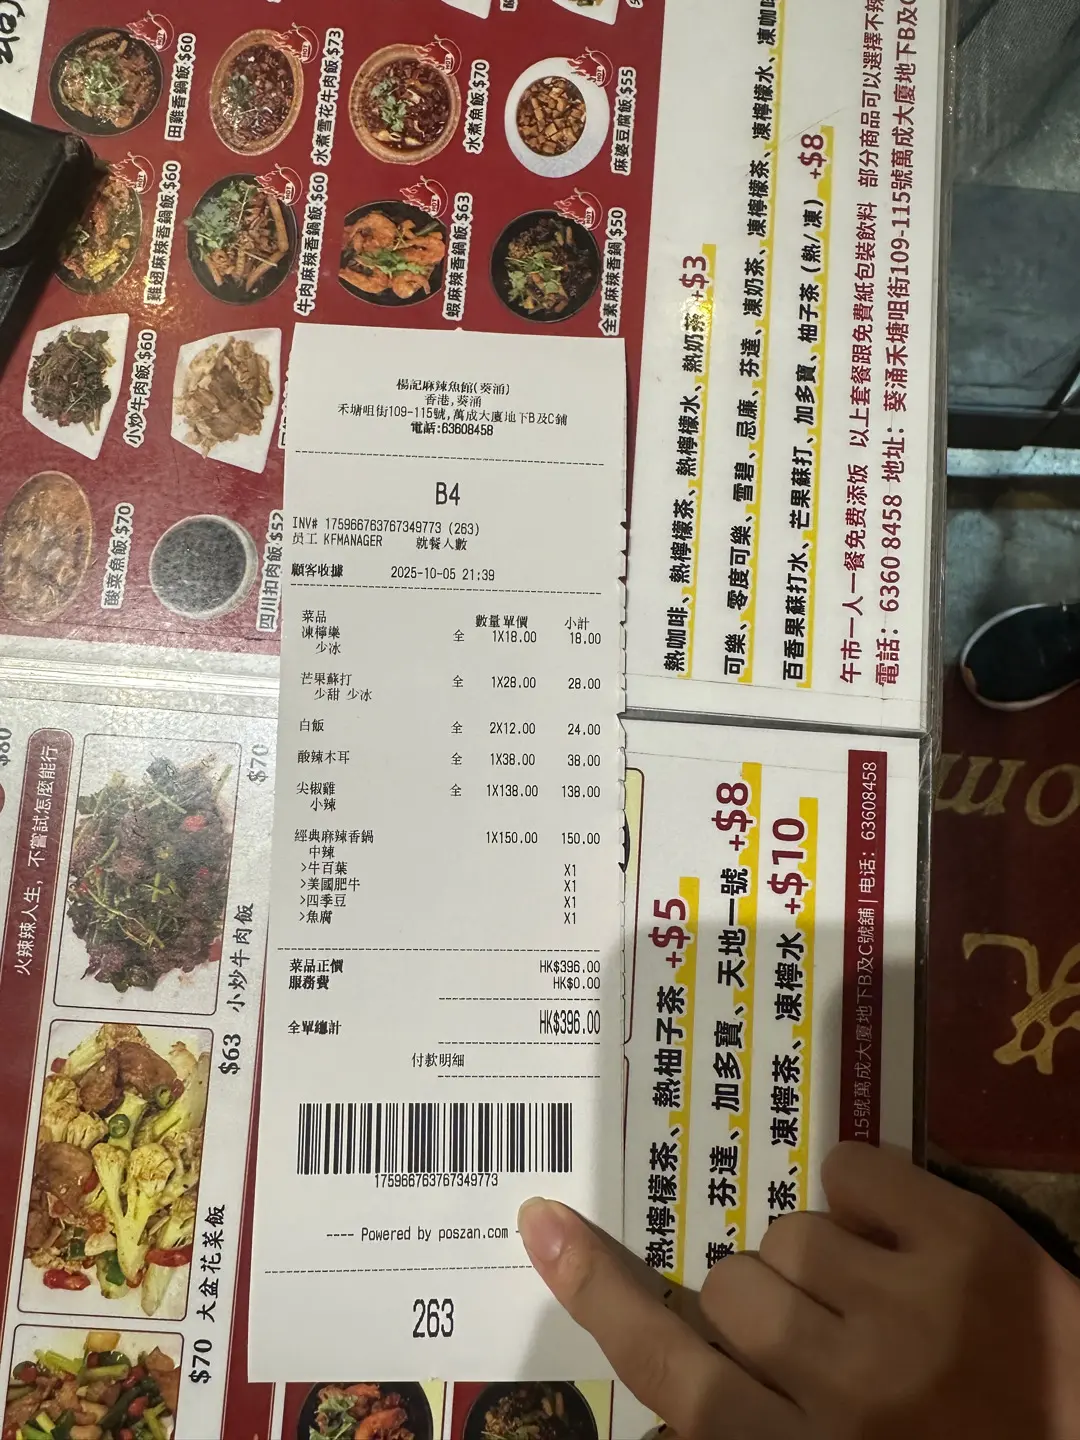 田雞香鍋飯 $60
水煮雪花牛肉飯 $73
水煮魚飯 $70
麻婆豆腐飯 $55
雞翅麻辣香鍋飯 $60
牛肉麻辣香鍋飯 $60
蝦麻辣香鍋飯 $63
全素麻辣香鍋 $50
小炒牛肉飯 $60
酸菜魚飯 $70
四川扣肉飯 $52
熱咖啡、熱檸檬茶、熱檸檬水、熱奶茶 +$3
可樂、零度可樂、雪碧、忌廉、芬達、凍奶茶、凍檸檬茶、凍檸檬水、凍咖啡
百香果蘇打水、芒果蘇打、加多寶、柚子茶 (熱/凍) +$8
午市一人一餐免費添饭 以上套餐跟免費紙包裝飲料 部分商品可以選擇不辣
電話：6360 8458 地址：葵涌禾塘咀街109-115號萬成大廈地下B及C
楊記麻辣魚館(葵涌)
香港,葵涌
禾塘咀街109-115號,萬成大廈地下B及C鋪
電話:63608458
B4
INV# 175966763767349773 (263)
员工 KFMANAGER 就餐人數
顧客收據 2025-10-05 21:39
菜品 數量單價 小計
凍檸樂 全 1X18.00 18.00
少冰
芒果蘇打 全 1X28.00 28.00
少甜 少冰
白飯 全 2X12.00 24.00
酸辣木耳 全 1X38.00 38.00
尖椒雞 全 1X138.00 138.00
小辣
經典麻辣香鍋 1X150.00 150.00
中辣
>牛百葉 X1
>美國肥牛 X1
>四季豆 X1
>魚腐 X1
菜品正價 HK$396.00
服務費 HK$0.00
全單總計 HK$396.00
付款明細
175966763767349773
---- Powered by poszan.com -
263
$80
火辣辣人生，不嘗試怎麼能行
$70
小炒牛肉飯
$63
大盆花菜飯
$70
熱檸檬茶、熱柚子茶 +$5
廉、芬達、加多寶、天地一號 +$8
茶、凍檸茶、凍檸水 +$10
15號萬成大廈地下B及C號舖 | 电话：63608458
om